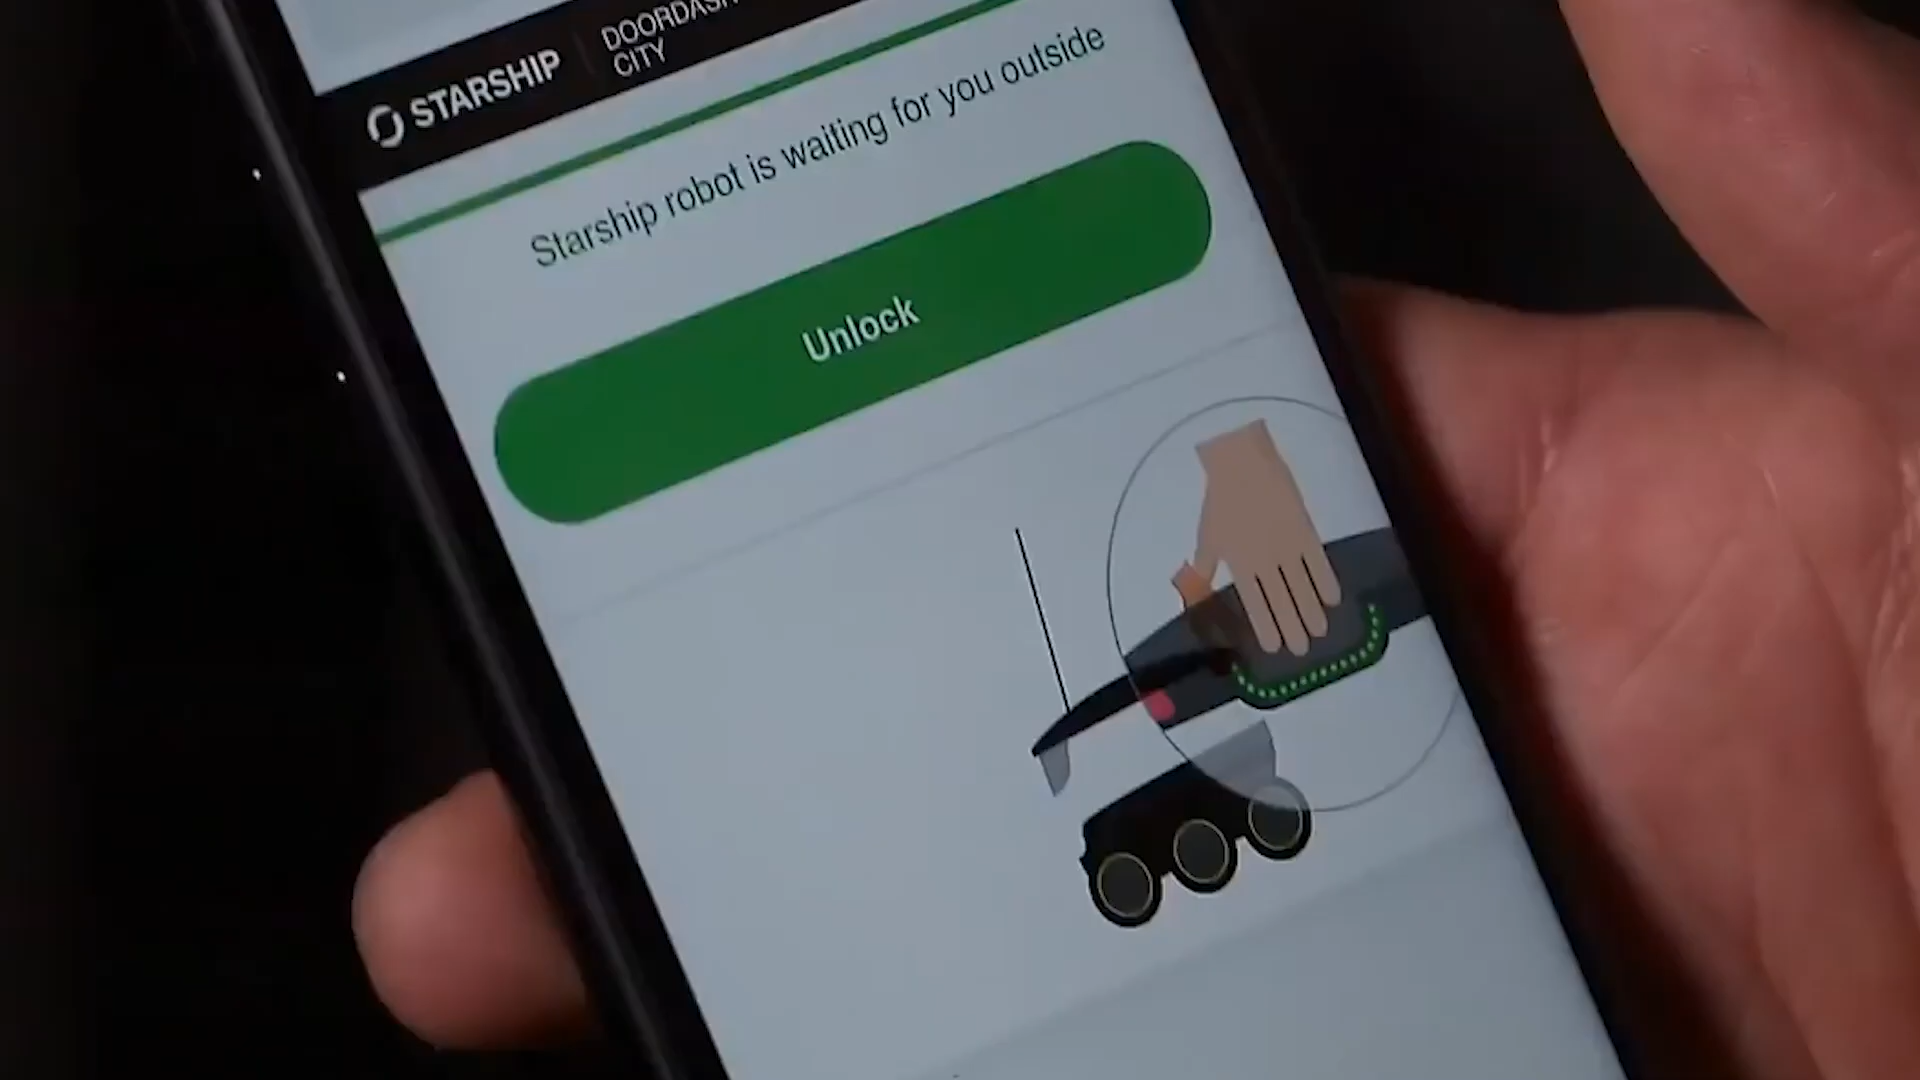 STARSHIP
DOORDASH
CITY
Starship robot is waiting for you outside
Unlock